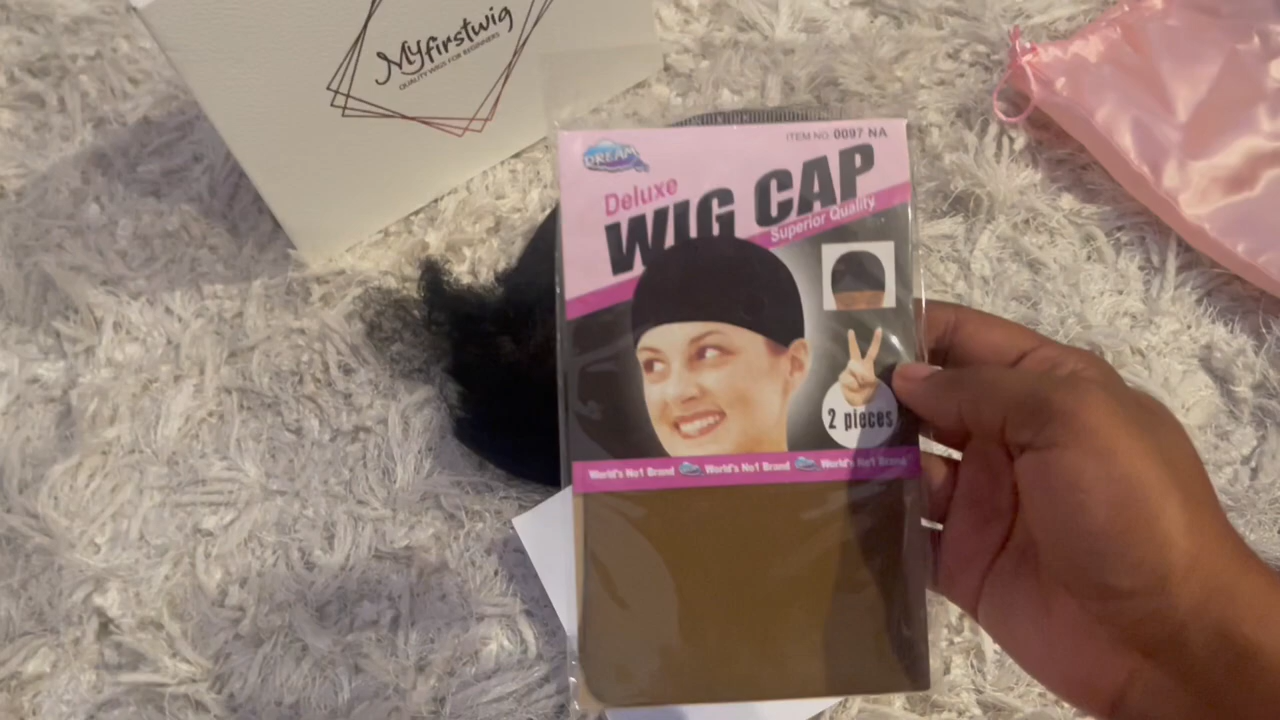 Myfirstwig
QUALITY WIGS FOR BEGINNERS
ITEM NO. 0097 NA
DREAM
Deluxe
WIG CAP
Superior Quality
2 pieces
World's No1 Brand World's No1 Brand World's No1 Brand